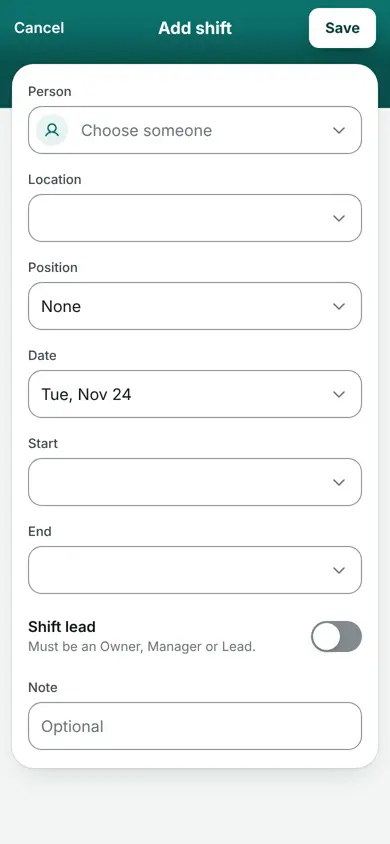 Cancel
Add shift
Save
Person
Choose someone
Location
Position
None
Date
Tue, Nov 24
Start
End
Shift lead
Must be an Owner, Manager or Lead.
Note
Optional